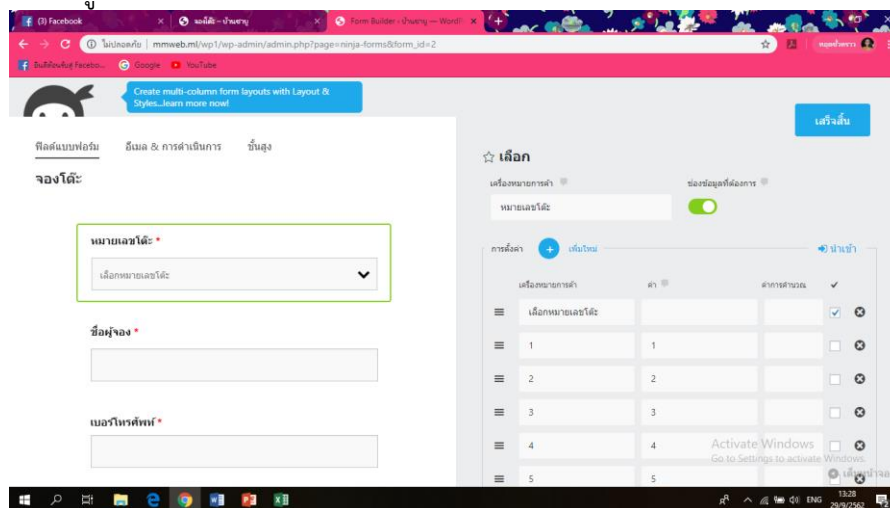 (3) Facebook
จองโต๊ะ – บ้านชานู
Form Builder ‹ บ้านชานู — WordPr
ไม่ปลอดภัย | mmweb.ml/wp1/wp-admin/admin.php?page=ninja-forms&form_id=2
Google
YouTube
Create multi-column form layouts with Layout &
Styles...learn more now!
เสร็จสิ้น
ฟิลด์แบบฟอร์ม อีเมล & การดำเนินการ ขั้นสูง
จองโต๊ะ
หมายเลขโต๊ะ *
เลือกหมายเลขโต๊ะ
ชื่อผู้จอง *
เบอร์โทรศัพท์ *
เลือก
เครื่องหมายการค้า ช่องข้อมูลที่ต้องการ
หมายเลขโต๊ะ
การตั้งค่า + เพิ่มใหม่ นำเข้า
เครื่องหมายการค้า ค่า ค่าการคำนวณ
เลือกหมายเลขโต๊ะ
1 1
2 2
3 3
4 4
5 5
Activate Windows
Go to Settings to activate Windows.
ENG
13:28
29/9/2562